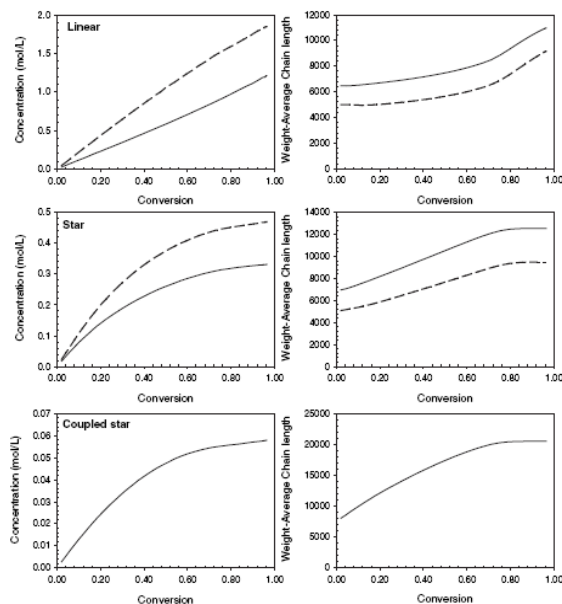 Linear
Concentration (mol/L)
2.0
1.5
1.0
0.5
0.0
0.00 0.20 0.40 0.60 0.80 1.00
Conversion
Weight-Average Chain length
12000
10000
8000
6000
4000
2000
0
0.00 0.20 0.40 0.60 0.80 1.00
Conversion
Star
Concentration (mol/L)
0.5
0.4
0.3
0.2
0.1
0.0
0.00 0.20 0.40 0.60 0.80 1.00
Conversion
Weight-Average Chain length
14000
12000
10000
8000
6000
4000
2000
0
0.00 0.20 0.40 0.60 0.80 1.00
Conversion
Coupled star
Concentration (mol/L)
0.07
0.06
0.05
0.04
0.03
0.02
0.01
0.00
0.00 0.20 0.40 0.60 0.80 1.00
Conversion
Weight-Average Chain length
25000
20000
15000
10000
5000
0
0.00 0.20 0.40 0.60 0.80 1.00
Conversion